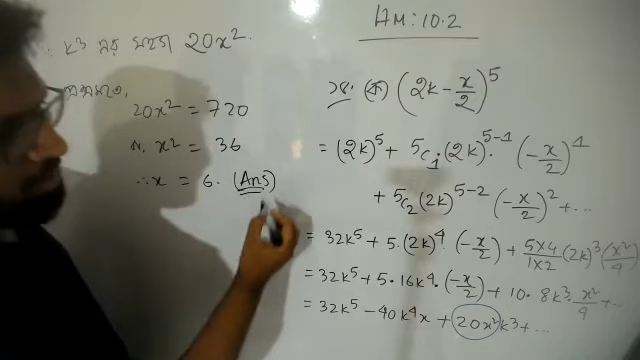 HM: 10.2
∴ k³ এর সহগ 20x².
প্রশ্নমতে,
20x² = 720
বা, x² = 36
∴ x = 6. (Ans)
(2k - x/2)⁵
= (2k)⁵ + ⁵C₁ (2k)⁵⁻¹. (-x/2)¹
+ ⁵C₂ (2k)⁵⁻² (-x/2)² + ...
= 32k⁵ + 5.(2k)⁴. (-x/2) + 5×4/1×2 (2k)³ (x²/4)
= 32k⁵ + 5·16k⁴.(-x/2) + 10· 8k³· x²/4 + ...
= 32k⁵ - 40k⁴x + 20x²k³ + ...